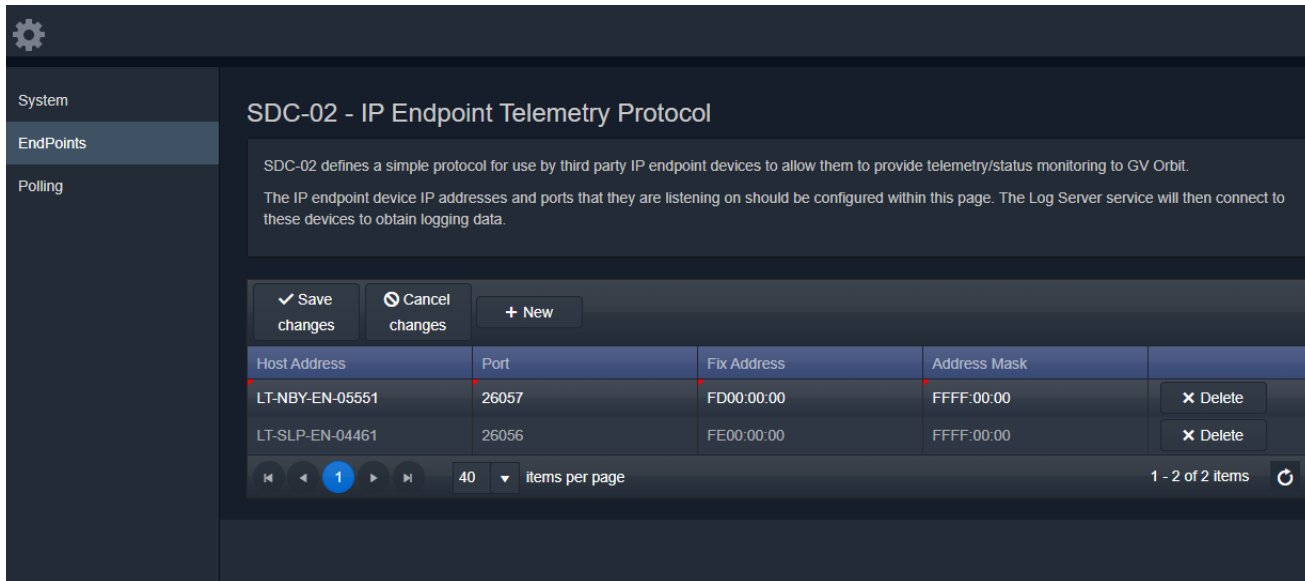 System
EndPoints
Polling
SDC-02 - IP Endpoint Telemetry Protocol
SDC-02 defines a simple protocol for use by third party IP endpoint devices to allow them to provide telemetry/status monitoring to GV Orbit.
The IP endpoint device IP addresses and ports that they are listening on should be configured within this page. The Log Server service will then connect to
these devices to obtain logging data.
Save changes
Cancel changes
+ New
Host Address Port Fix Address Address Mask
LT-NBY-EN-05551 26057 FD00:00:00 FFFF:00:00 Delete
LT-SLP-EN-04461 26056 FE00:00:00 FFFF:00:00 Delete
1 40 items per page 1 - 2 of 2 items